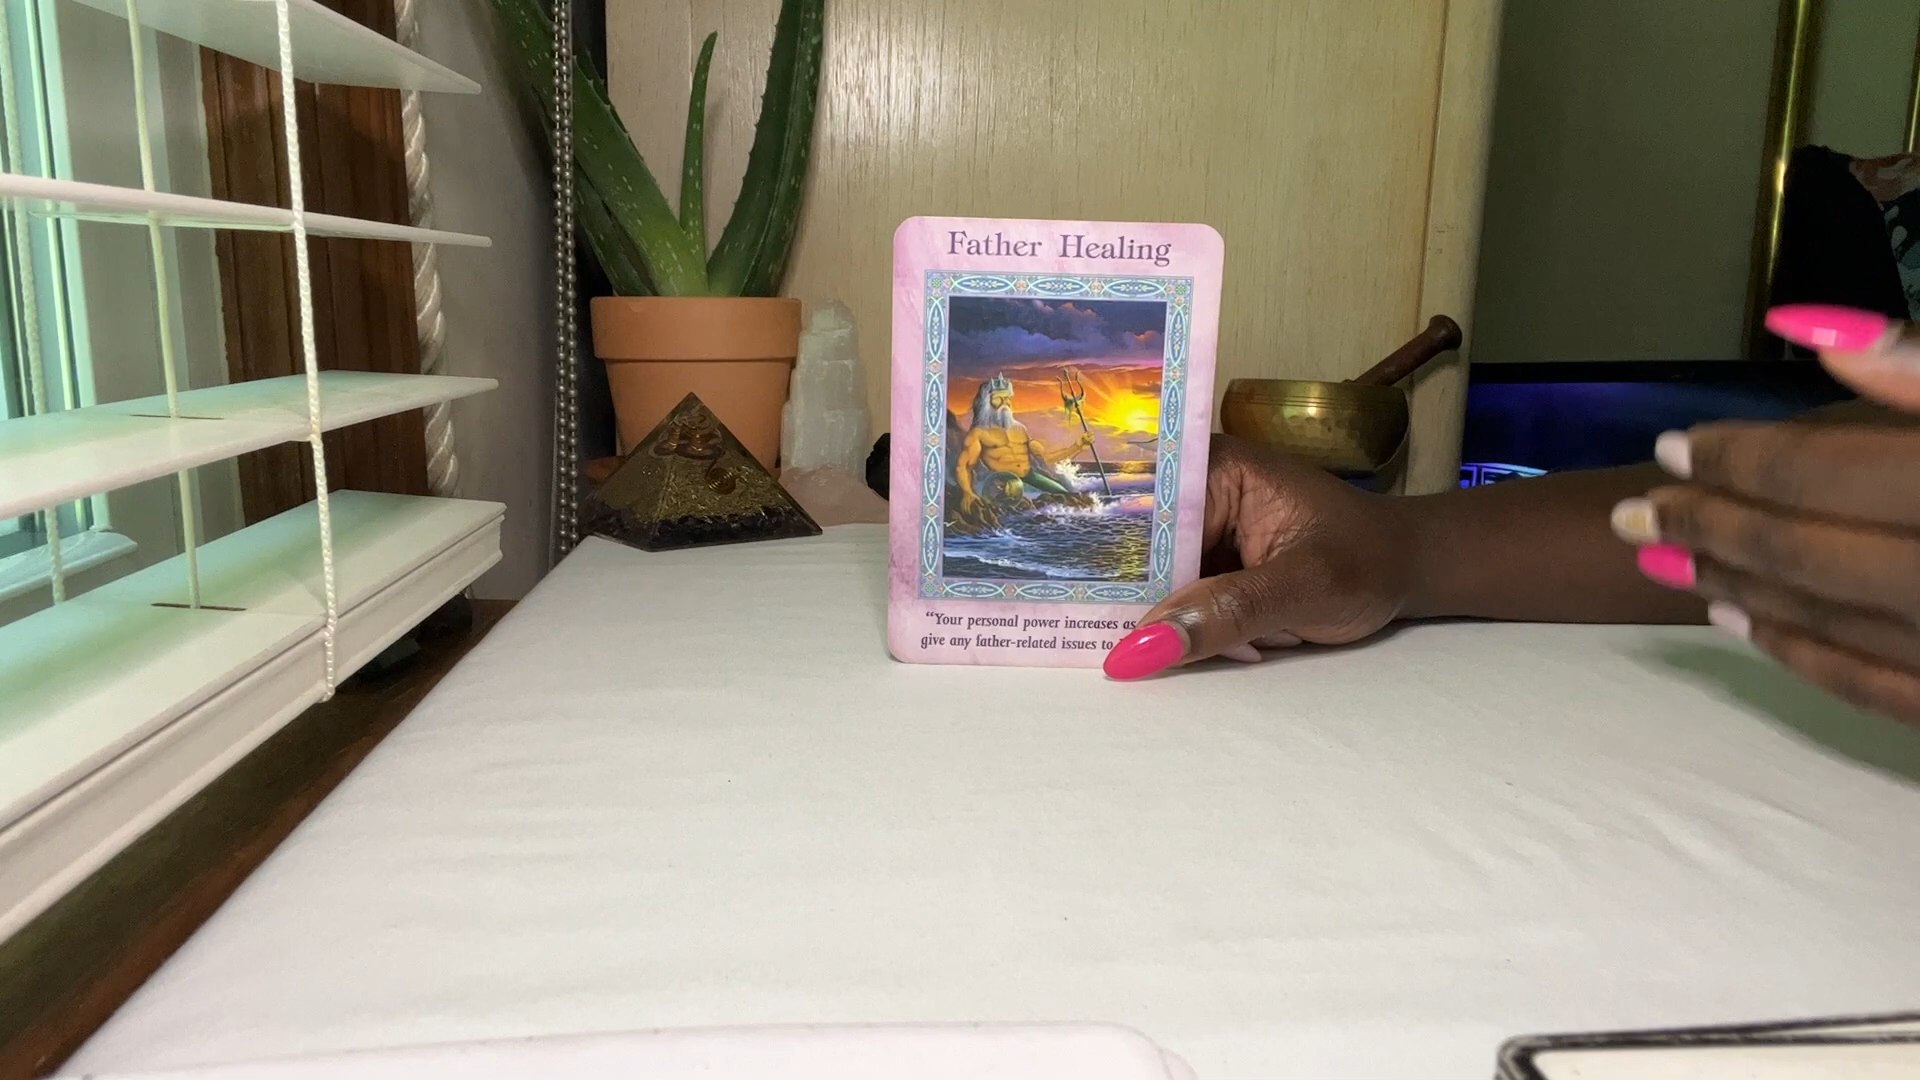 Father Healing
“Your personal power increases as
give any father-related issues to